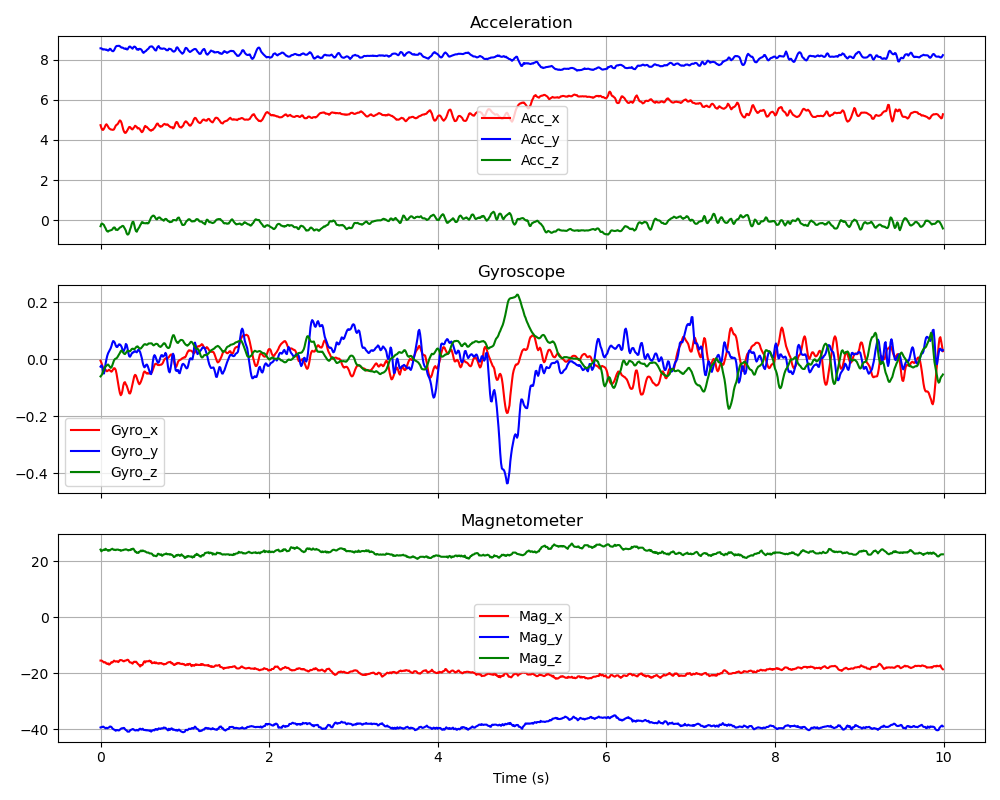 Acceleration
8
6
4
2
0
Acc_x
Acc_y
Acc_z
Gyroscope
0.2
0.0
−0.2
−0.4
Gyro_x
Gyro_y
Gyro_z
Magnetometer
20
0
−20
−40
Mag_x
Mag_y
Mag_z
0 2 4 6 8 10
Time (s)